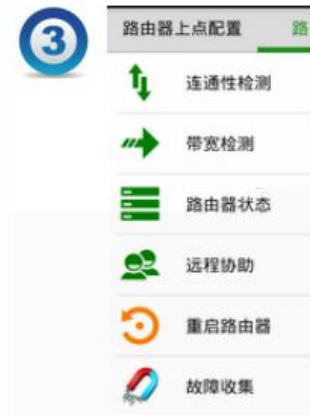 3
路由器上点配置 路
连通性检测
带宽检测
路由器状态
远程协助
重启路由器
故障收集